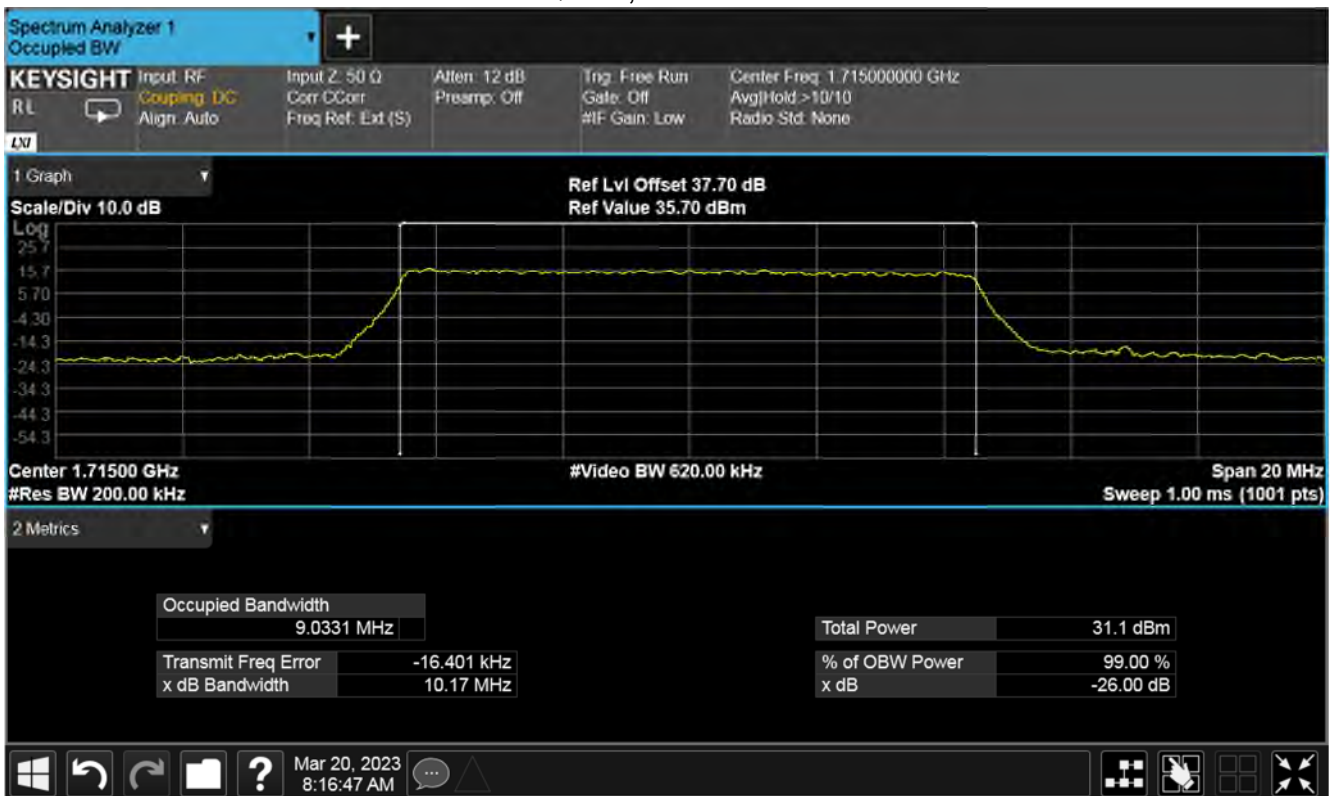 Spectrum Analyzer 1
Occupied BW
+
KEYSIGHT Input: RF Input Z: 50 Ω Atten: 12 dB Trig: Free Run Center Freq: 1.715000000 GHz
RL Coupling: DC Corr CCorr Preamp: Off Gate: Off Avg|Hold:>10/10
Align: Auto Freq Ref: Ext (S) #IF Gain: Low Radio Std: None
LXI
1 Graph
Ref Lvl Offset 37.70 dB
Scale/Div 10.0 dB Ref Value 35.70 dBm
Log
25.7
15.7
5.70
-4.30
-14.3
-24.3
-34.3
-44.3
-54.3
Center 1.71500 GHz #Video BW 620.00 kHz Span 20 MHz
#Res BW 200.00 kHz Sweep 1.00 ms (1001 pts)
2 Metrics
Occupied Bandwidth
9.0331 MHz Total Power 31.1 dBm
Transmit Freq Error -16.401 kHz % of OBW Power 99.00 %
x dB Bandwidth 10.17 MHz x dB -26.00 dB
? Mar 20, 2023
8:16:47 AM